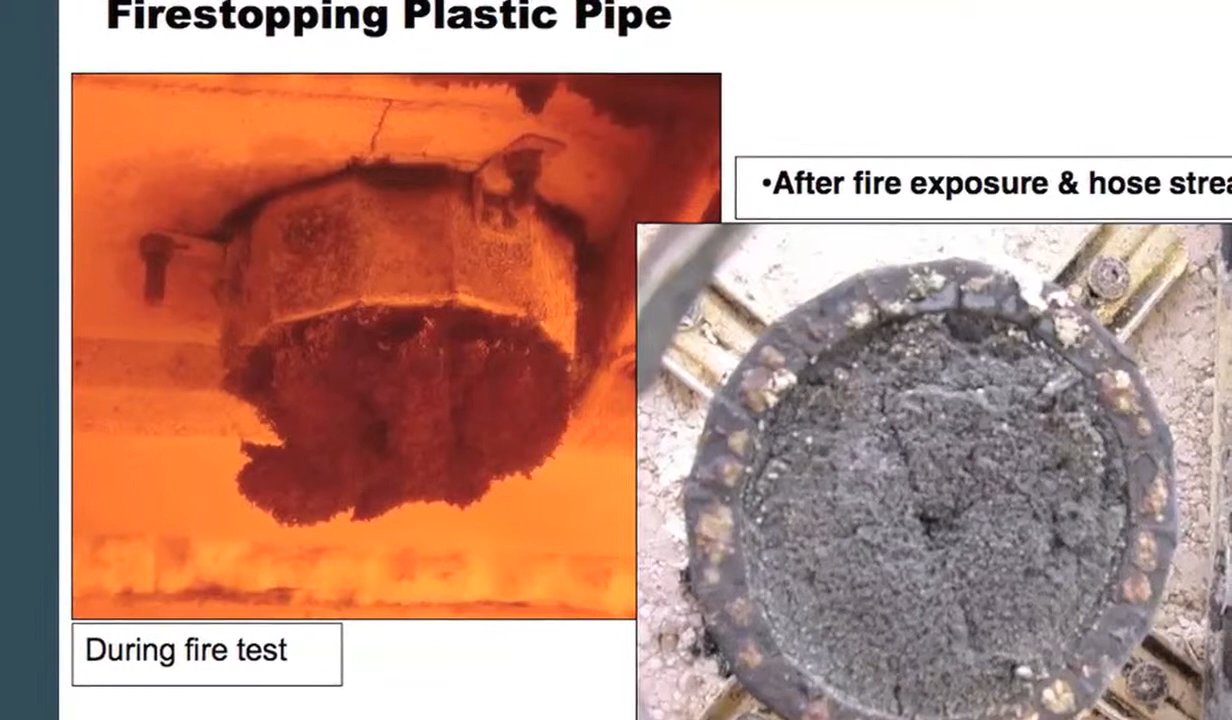 Firestopping Plastic Pipe
•After fire exposure & hose
During fire test